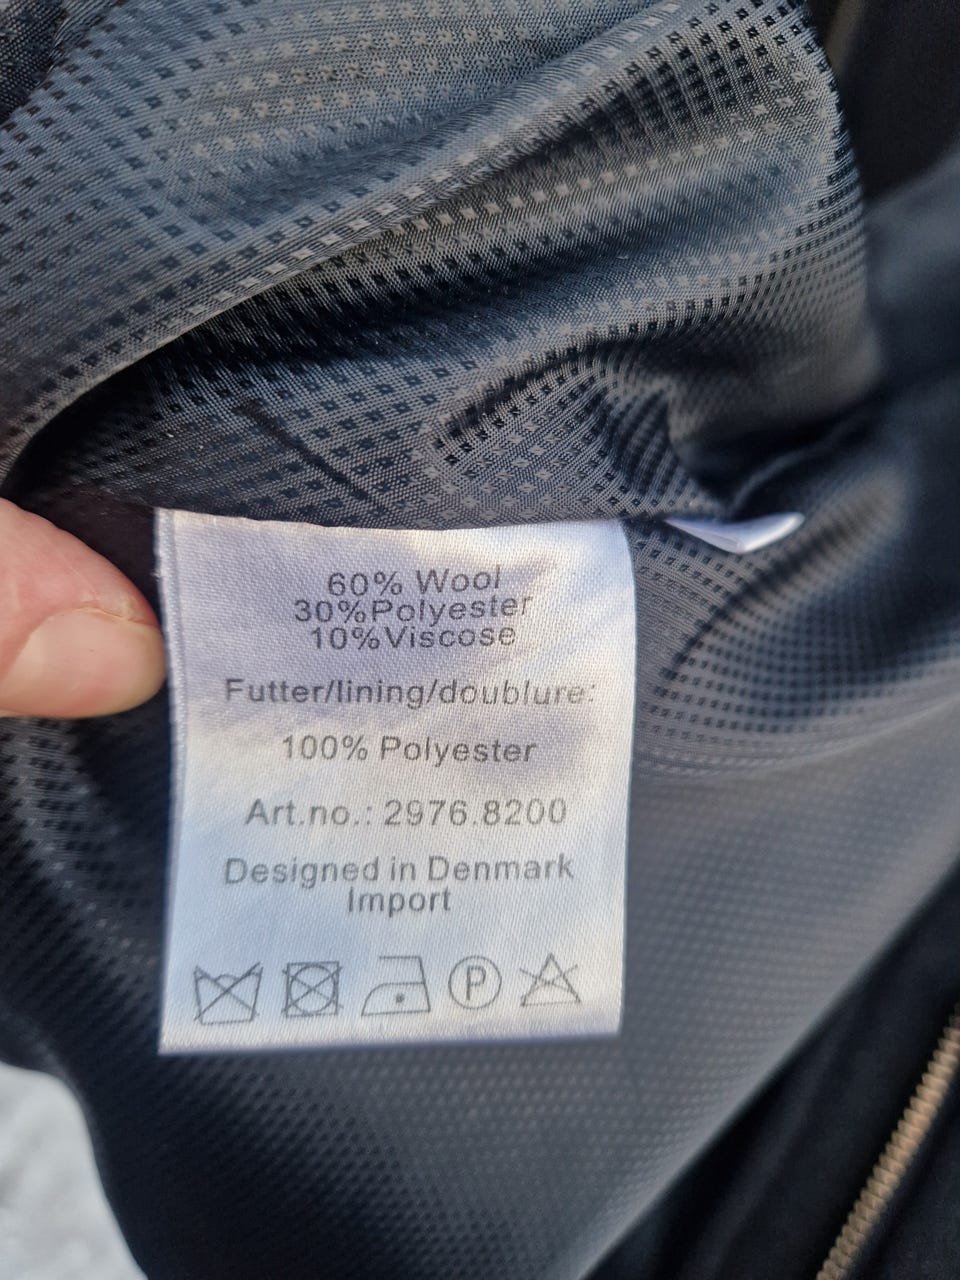 60% Wool
30%Polyester
10%Viscose
Futter/lining/doublure:
100% Polyester
Art.no.: 2976.8200
Designed in Denmark
Import
P